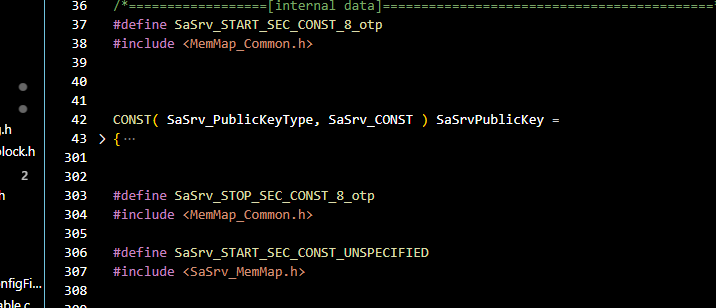 36 /*==================[internal data]==========================================*
37 #define SaSrv_START_SEC_CONST_8_otp
38 #include <MemMap_Common.h>
39
40
41
42 CONST( SaSrv_PublicKeyType, SaSrv_CONST ) SaSrvPublicKey =
g.h 43 > {···
lock.h 301
2 302
303 #define SaSrv_STOP_SEC_CONST_8_otp
304 #include <MemMap_Common.h>
305
306 #define SaSrv_START_SEC_CONST_UNSPECIFIED
307 #include <SaSrv_MemMap.h>
onfigFi... 308
able.c